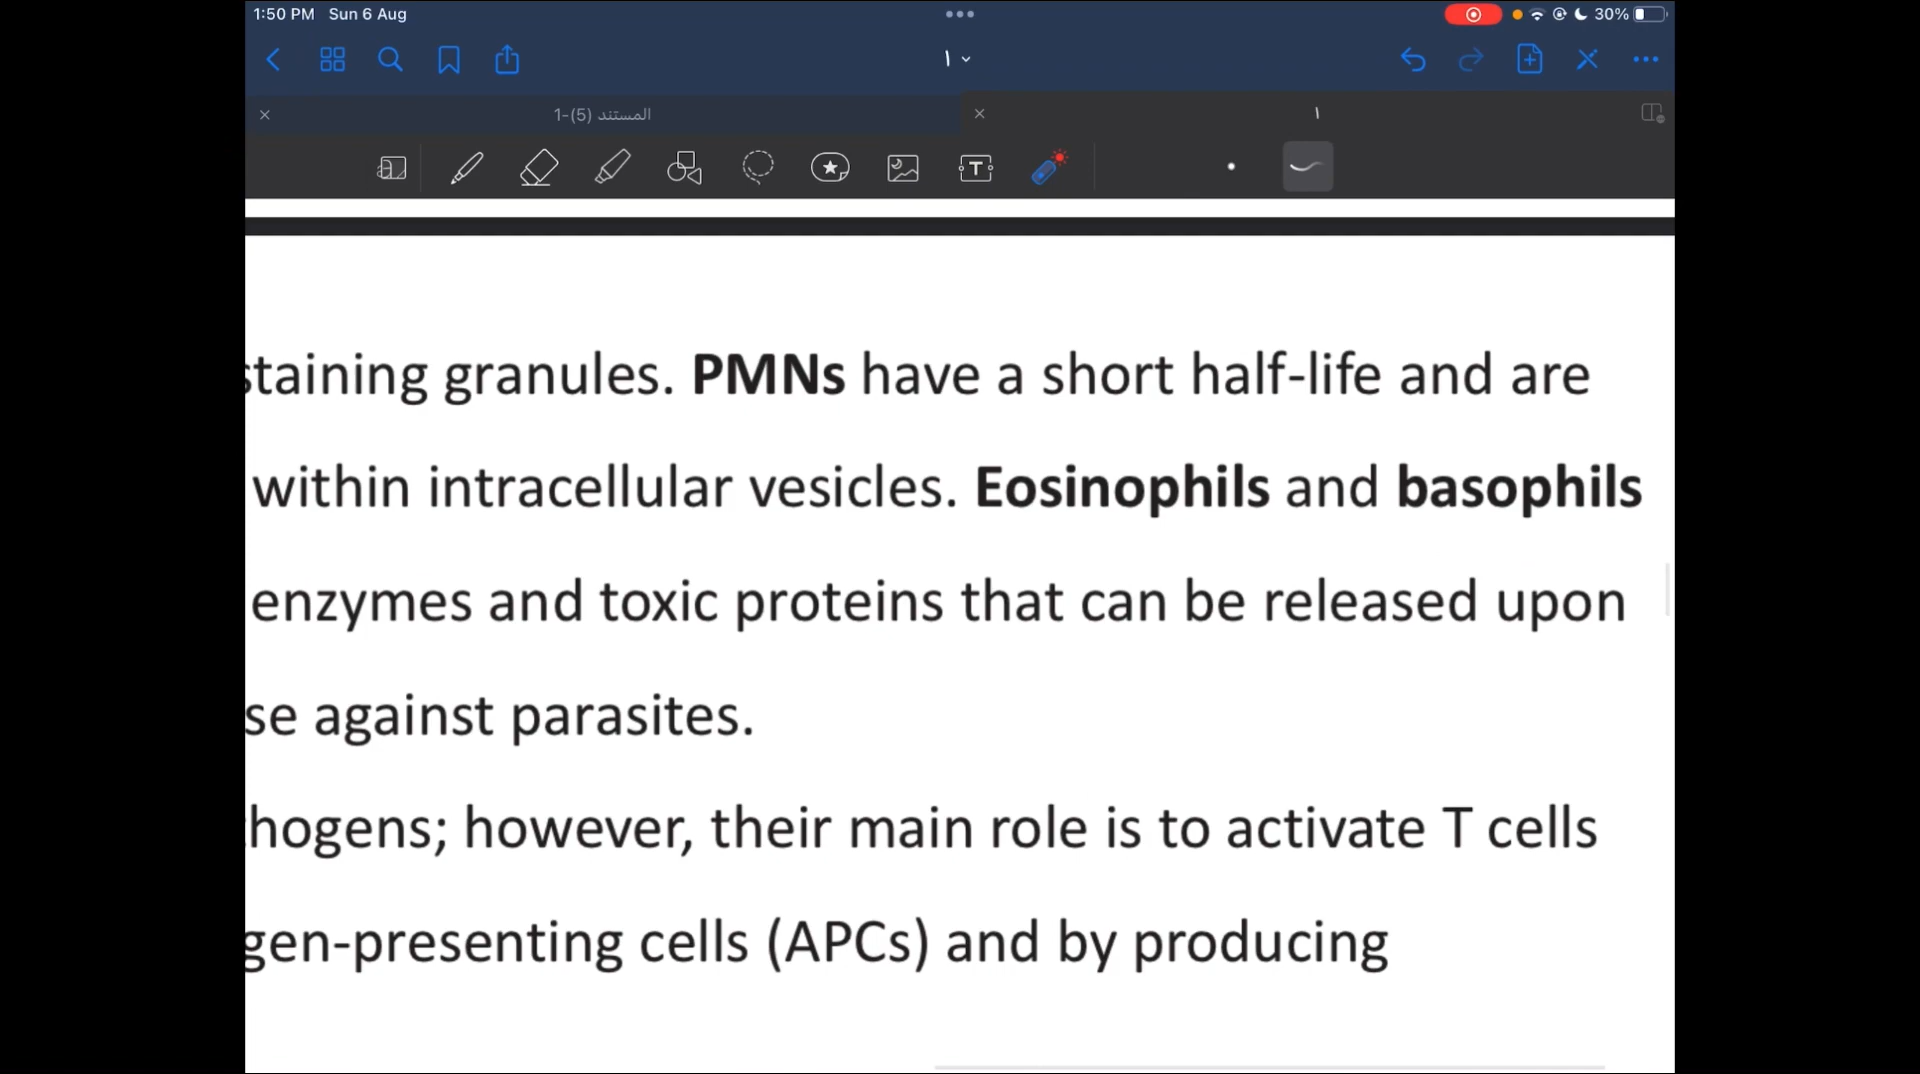 1:50 PM Sun 6 Aug
30%
١
المستند (5)-1
١
T
staining granules. PMNs have a short half-life and are
within intracellular vesicles. Eosinophils and basophils
enzymes and toxic proteins that can be released upon
se against parasites.
hogens; however, their main role is to activate T cells
gen-presenting cells (APCs) and by producing